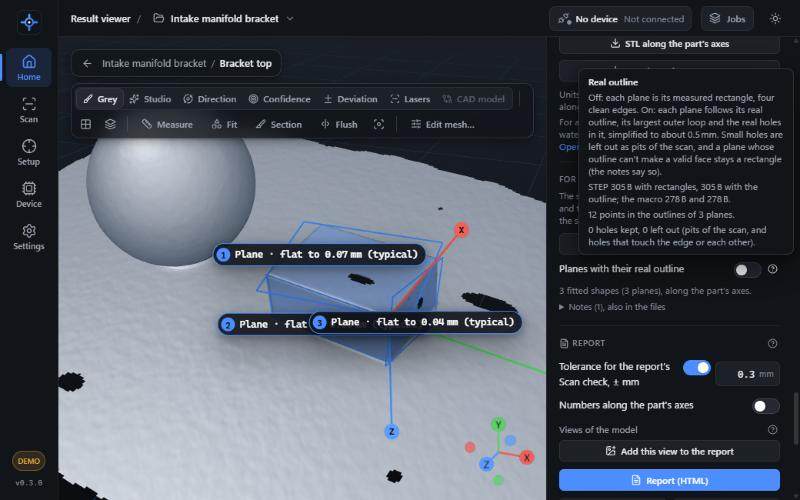 Result viewer / Intake manifold bracket
No device Not connected
Jobs
Home
Scan
Setup
Device
Settings
DEMO
v0.3.0
Intake manifold bracket / Bracket top
Grey Studio Direction Confidence Deviation Lasers CAD model
Measure Fit Section Flush Edit mesh...
1 Plane · flat to 0.07 mm (typical)
2 Plane · flat
3 Plane · flat to 0.04 mm (typical)
X
Z
Y
X
Z
STL along the part's axes
Real outline
Off: each plane is its measured rectangle, four
clean edges. On: each plane follows its real
outline, its largest outer loop and the real holes
in it, simplified to about 0.5 mm. Small holes are
left out as pits of the scan, and a plane whose
outline can't make a valid face stays a rectangle
(the notes say so).
STEP 305 B with rectangles, 305 B with the
outline; the macro 278 B and 278 B.
12 points in the outlines of 3 planes.
0 holes kept, 0 left out (pits of the scan, and
holes that touch the edge or each other).
Planes with their real outline
3 fitted shapes (3 planes), along the part's axes.
Notes (1), also in the files
REPORT
Tolerance for the report's
Scan check, ± mm
0.3 mm
Numbers along the part's axes
Views of the model
Add this view to the report
Report (HTML)